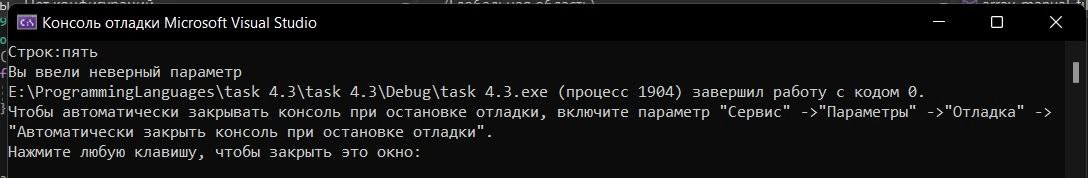 Консоль отладки Microsoft Visual Studio
Строк:пять
Вы ввели неверный параметр
E:\ProgrammingLanguages\task 4.3\task 4.3\Debug\task 4.3.exe (процесс 1904) завершил работу с кодом 0.
Чтобы автоматически закрывать консоль при остановке отладки, включите параметр "Сервис" ->"Параметры" ->"Отладка" ->
"Автоматически закрыть консоль при остановке отладки".
Нажмите любую клавишу, чтобы закрыть это окно: